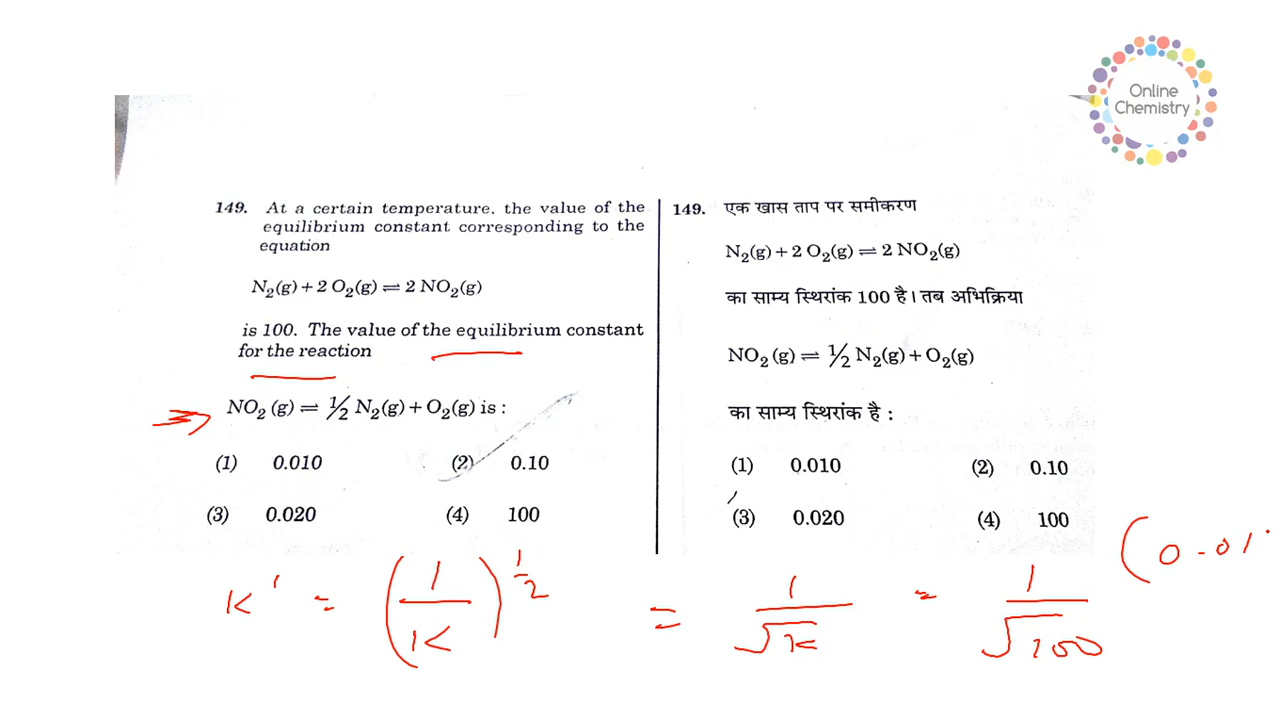 Online
Chemistry
149. At a certain temperature, the value of the
equilibrium constant corresponding to the
equation
N₂(g) + 2 O₂(g) ⇌ 2 NO₂(g)
is 100. The value of the equilibrium constant
for the reaction
NO₂ (g) ⇌ ½ N₂(g) + O₂(g) is :
(1) 0.010 (2) 0.10
(3) 0.020 (4) 100
149. एक खास ताप पर समीकरण
N₂(g) + 2 O₂(g) ⇌ 2 NO₂(g)
का साम्य स्थिरांक 100 है। तब अभिक्रिया
NO₂ (g) ⇌ ½ N₂(g) + O₂(g)
का साम्य स्थिरांक है :
(1) 0.010 (2) 0.10
(3) 0.020 (4) 100
K' = (1/K)^1/2 = 1/√K = 1/√100 (0.01